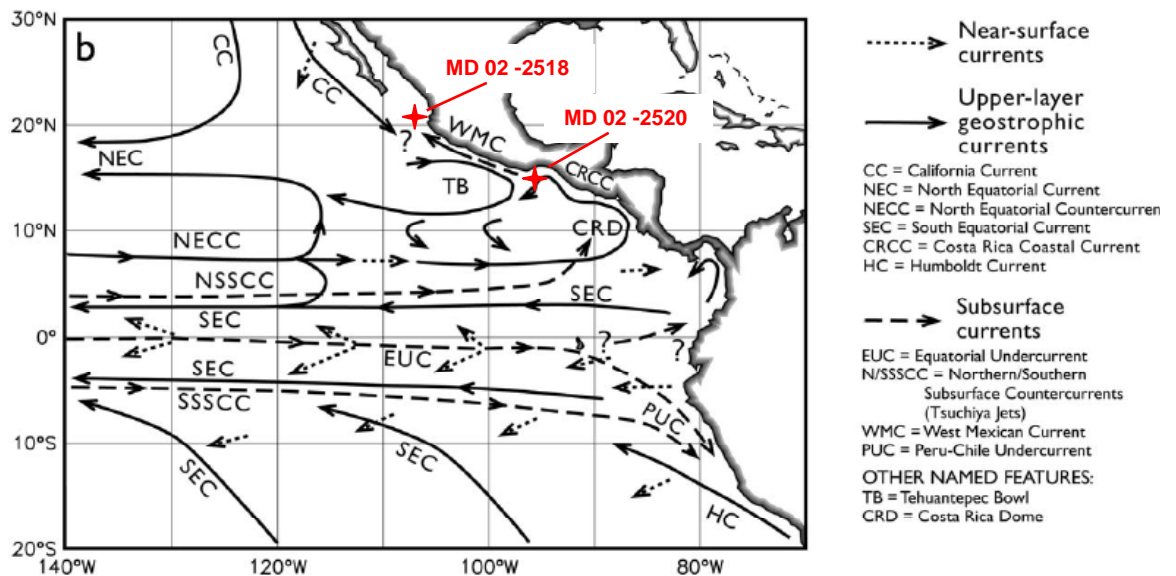 30°N
20°N
10°N
0°
10°S
20°S
140°W
120°W
100°W
80°W
b
CC
CC
MD 02 -2518
MD 02 -2520
?
WMC
CRCC
NEC
TB
NECC
CRD
NSSCC
SEC
SEC
EUC
?
?
SEC
SSSCC
PUC
SEC
SEC
HC
Near-surface
currents
Upper-layer
geostrophic
currents
CC = California Current
NEC = North Equatorial Current
NECC = North Equatorial Countercurren
SEC = South Equatorial Current
CRCC = Costa Rica Coastal Current
HC = Humboldt Current
Subsurface
currents
EUC = Equatorial Undercurrent
N/SSSCC = Northern/Southern
Subsurface Countercurrents
(Tsuchiya Jets)
WMC = West Mexican Current
PUC = Peru-Chile Undercurrent
OTHER NAMED FEATURES:
TB = Tehuantepec Bowl
CRD = Costa Rica Dome